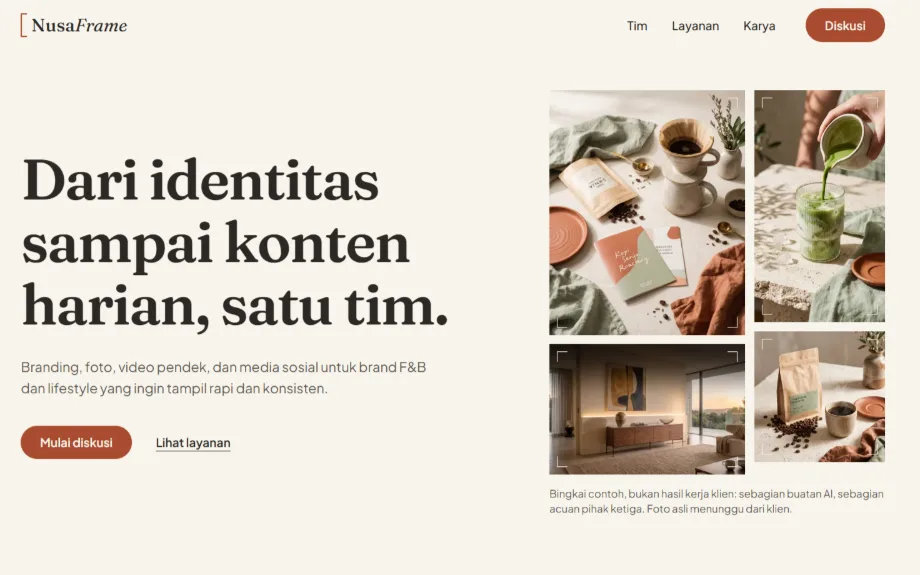 NusaFrame
Tim
Layanan
Karya
Diskusi
Dari identitas
sampai konten
harian, satu tim.
Branding, foto, video pendek, dan media sosial untuk brand F&B
dan lifestyle yang ingin tampil rapi dan konsisten.
Mulai diskusi
Lihat layanan
Bingkai contoh, bukan hasil kerja klien: sebagian buatan AI, sebagian
acuan pihak ketiga. Foto asli menunggu dari klien.